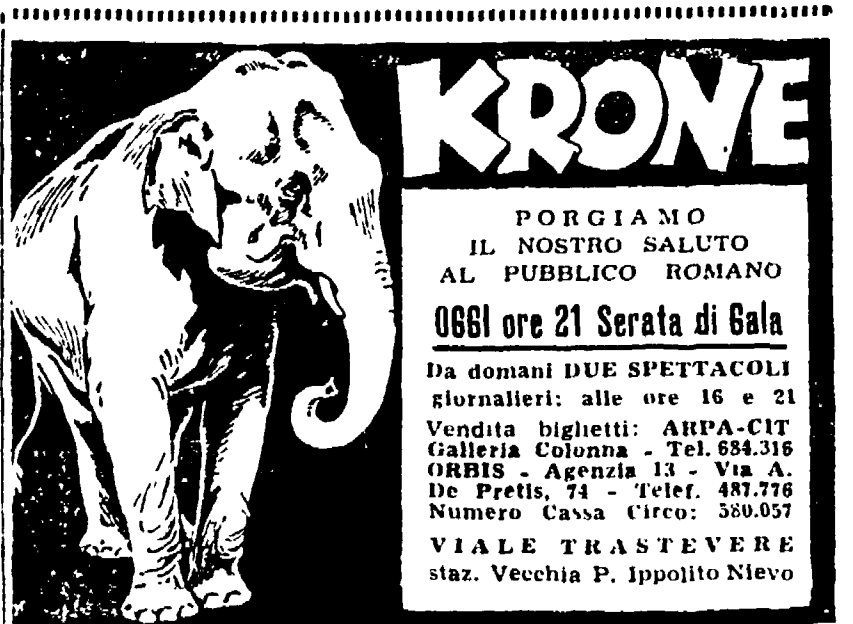 KRONE
PORGIAMO
IL NOSTRO SALUTO
AL PUBBLICO ROMANO
OGGI ore 21 Serata di Gala
Da domani DUE SPETTACOLI
giornalieri: alle ore 16 e 21
Vendita biglietti: ARPA-CIT
Galleria Colonna - Tel. 684.316
ORBIS - Agenzia 13 - Via A.
De Pretis, 74 - Telef. 487.776
Numero Cassa Circo: 580.057
VIALE TRASTEVERE
staz. Vecchia P. Ippolito Nievo